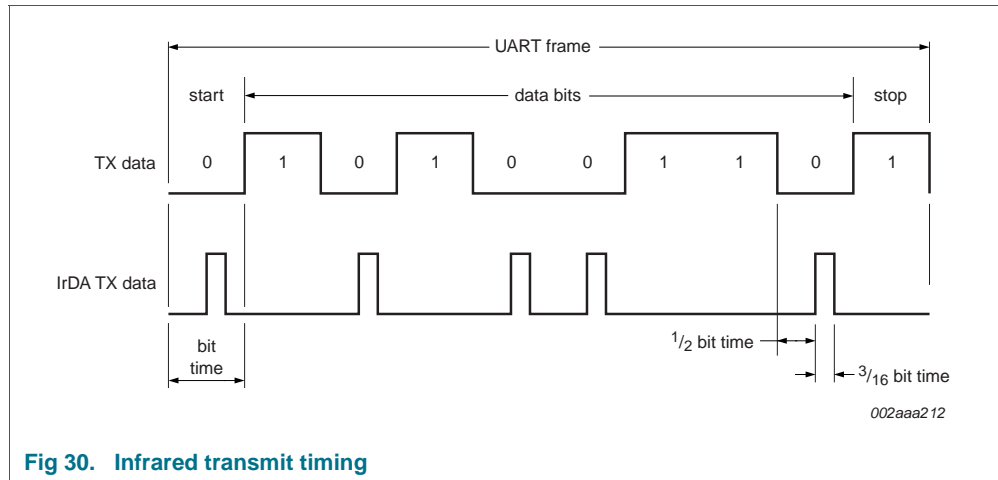 UART frame
start data bits stop
TX data 0 1 0 1 0 0 1 1 0 1
IrDA TX data
bit
time
1/2 bit time
3/16 bit time
002aaa212
Fig 30. Infrared transmit timing